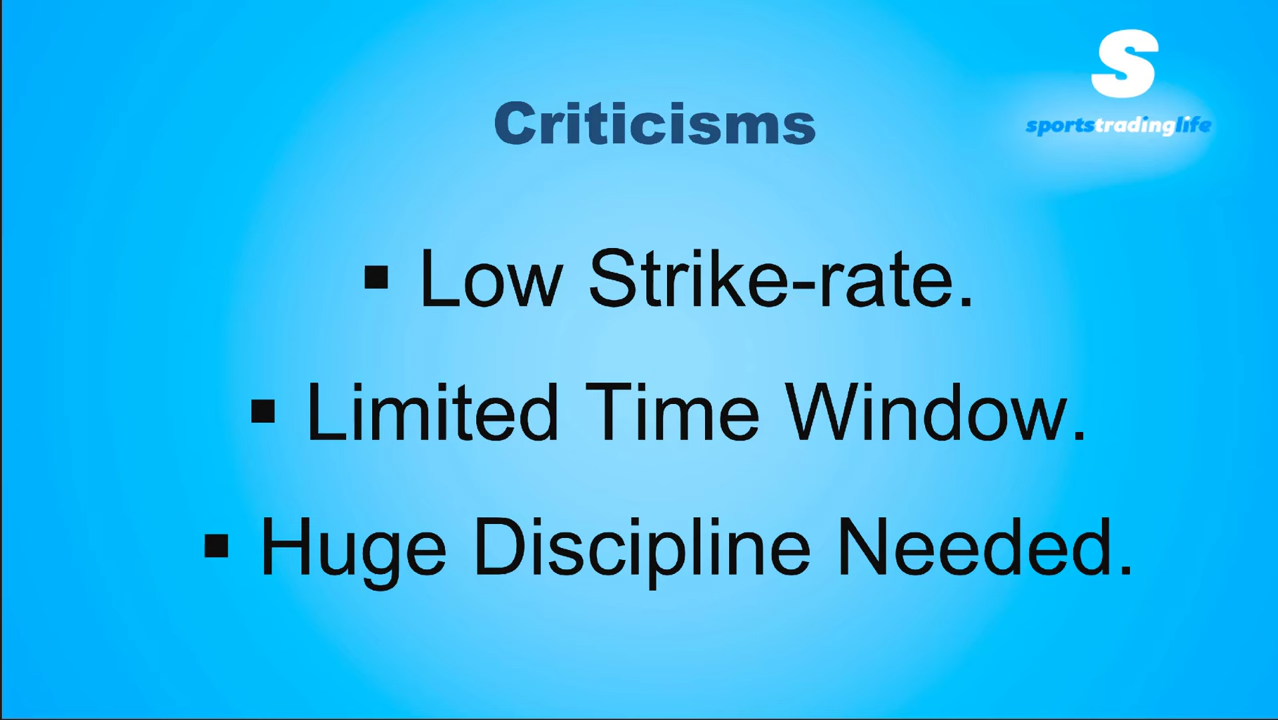 S
sportstradinglife
Criticisms
▪ Low Strike-rate.
▪ Limited Time Window.
▪ Huge Discipline Needed.